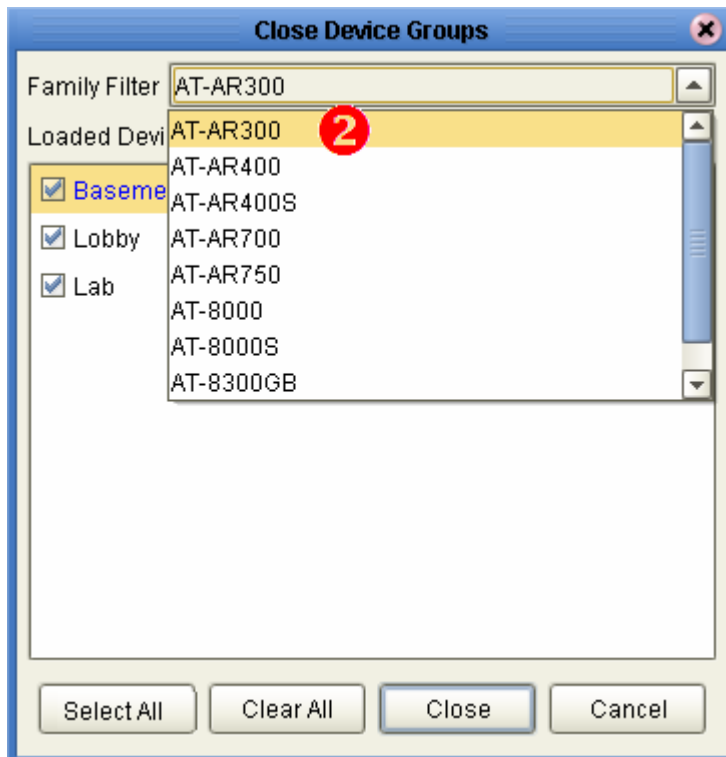 Close Device Groups
Family Filter AT-AR300
Loaded Devi
AT-AR300 2
AT-AR400
Baseme
AT-AR400S
Lobby
AT-AR700
AT-AR750
Lab
AT-8000
AT-8000S
AT-8300GB
Select All Clear All Close Cancel